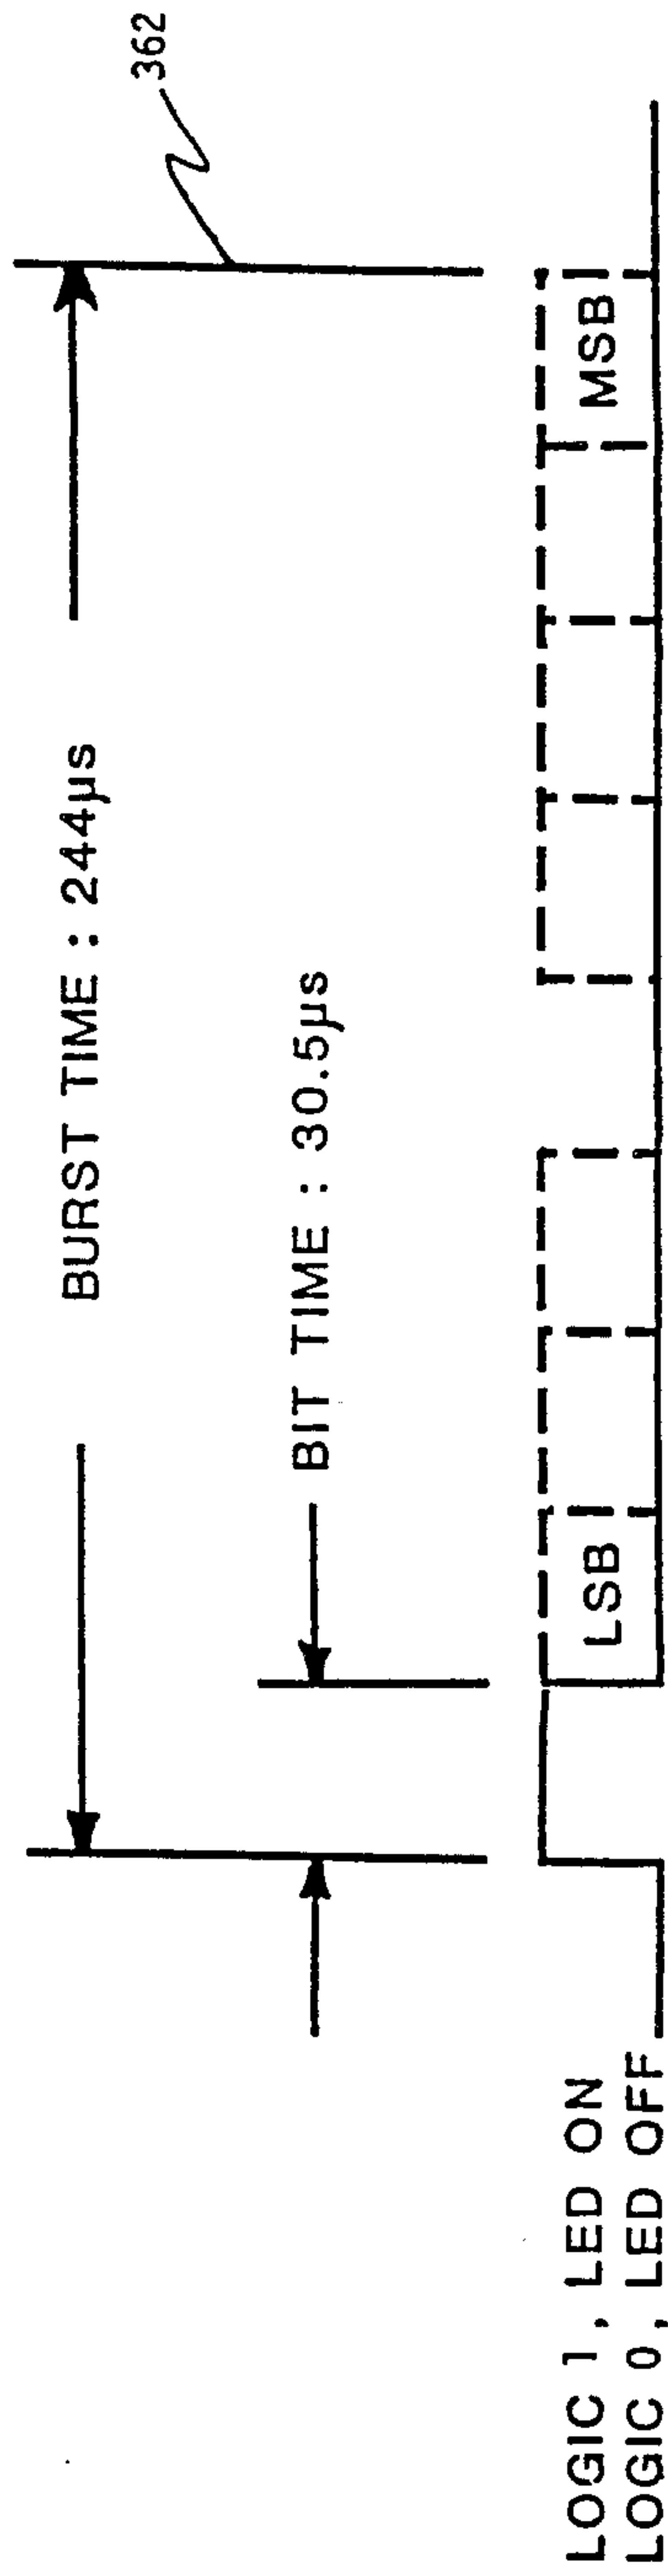 362
BURST TIME : 244µs
BIT TIME : 30.5µs
LSB
MSB
LOGIC 1, LED ON
LOGIC 0, LED OFF